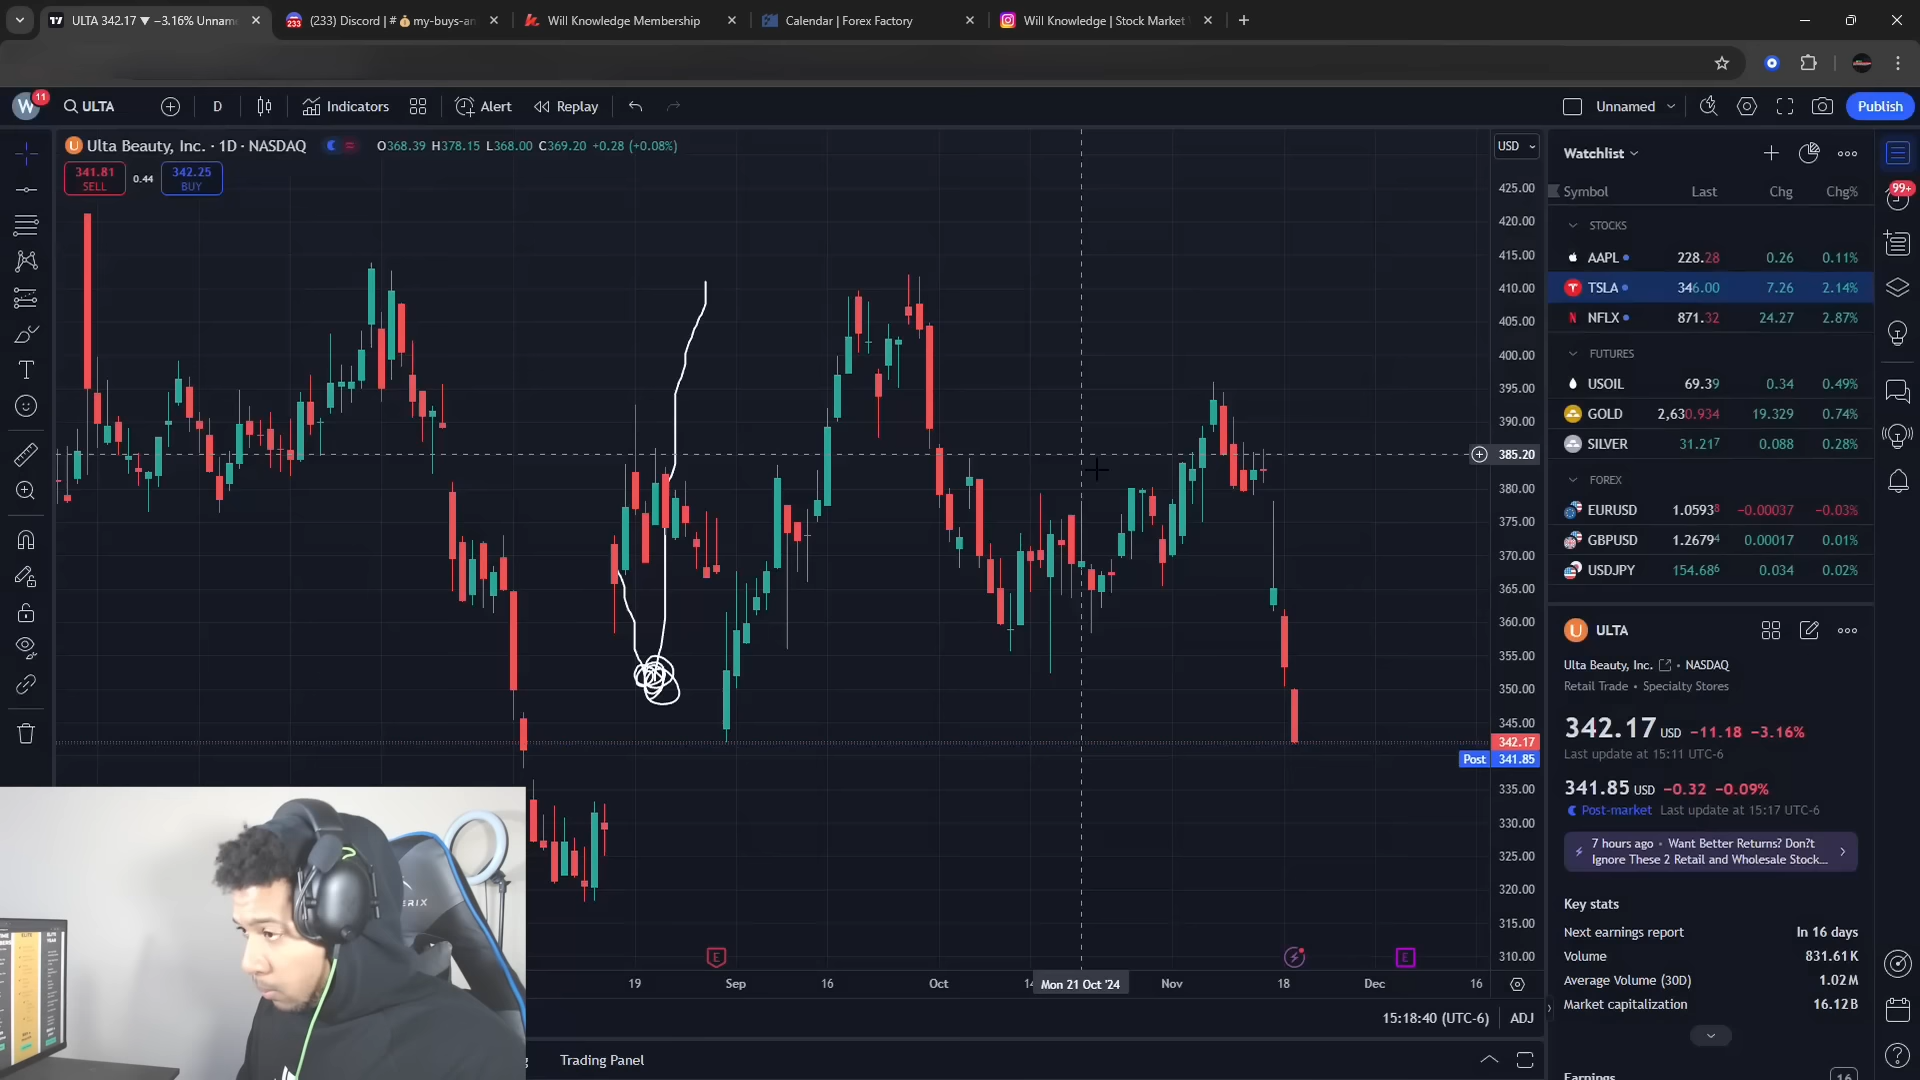 ULTA 342.17 ▼ −3.16% Unnam
(233) Discord | # 💰my-buys-an
Will Knowledge Membership
Calendar | Forex Factory
Will Knowledge | Stock Market
W 11
ULTA
D
Indicators
Alert
Replay
Unnamed
Publish
Ulta Beauty, Inc. · 1D · NASDAQ
O368.39 H378.15 L368.00 C369.20 +0.28 (+0.08%)
341.81
SELL
0.44
342.25
BUY
USD
425.00
420.00
415.00
410.00
405.00
400.00
395.00
390.00
385.20
380.00
375.00
370.00
365.00
360.00
355.00
350.00
345.00
342.17
Post 341.85
335.00
330.00
325.00
320.00
315.00
310.00
E
E
19
Sep
16
Oct
14
Mon 21 Oct '24
Nov
18
Dec
16
15:18:40 (UTC-6)
ADJ
Trading Panel
Watchlist
Symbol Last Chg Chg%
STOCKS
AAPL 228.28 0.26 0.11%
TSLA 346.00 7.26 2.14%
NFLX 871.32 24.27 2.87%
FUTURES
USOIL 69.39 0.34 0.49%
GOLD 2,630.934 19.329 0.74%
SILVER 31.217 0.088 0.28%
FOREX
EURUSD 1.05938 −0.00037 −0.03%
GBPUSD 1.26794 0.00017 0.01%
USDJPY 154.686 0.034 0.02%
ULTA
Ulta Beauty, Inc. • NASDAQ
Retail Trade • Specialty Stores
342.17 USD −11.18 −3.16%
Last update at 15:11 UTC-6
341.85 USD −0.32 −0.09%
Post-market Last update at 15:17 UTC-6
7 hours ago • Want Better Returns? Don?t
Ignore These 2 Retail and Wholesale Stock...
Key stats
Next earnings report In 16 days
Volume 831.61K
Average Volume (30D) 1.02M
Market capitalization 16.12B
99+